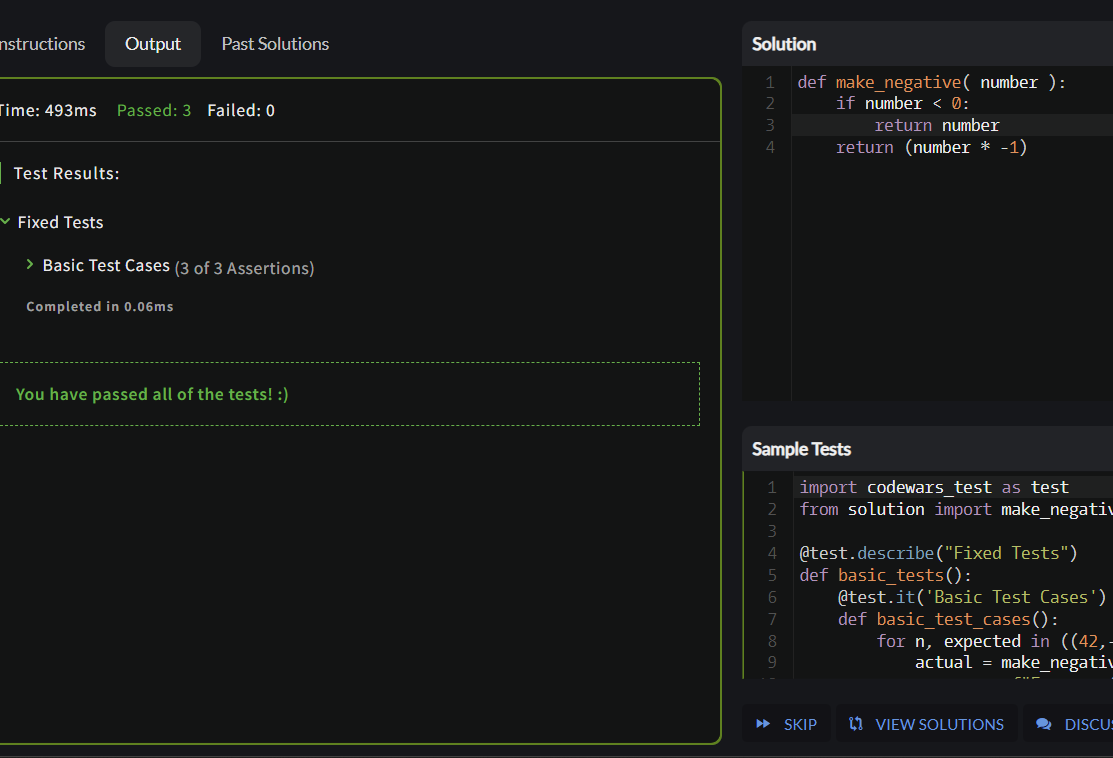 nstructions
Output
Past Solutions
Time: 493ms Passed: 3 Failed: 0
Test Results:
Fixed Tests
Basic Test Cases (3 of 3 Assertions)
Completed in 0.06ms
You have passed all of the tests! :)
Solution
1 def make_negative( number ):
2     if number < 0:
3         return number
4     return (number * -1)
Sample Tests
1 import codewars_test as test
2 from solution import make_negativ
3
4 @test.describe("Fixed Tests")
5 def basic_tests():
6     @test.it('Basic Test Cases')
7     def basic_test_cases():
8         for n, expected in ((42,-
9             actual = make_negativ
SKIP
VIEW SOLUTIONS
DISCUS